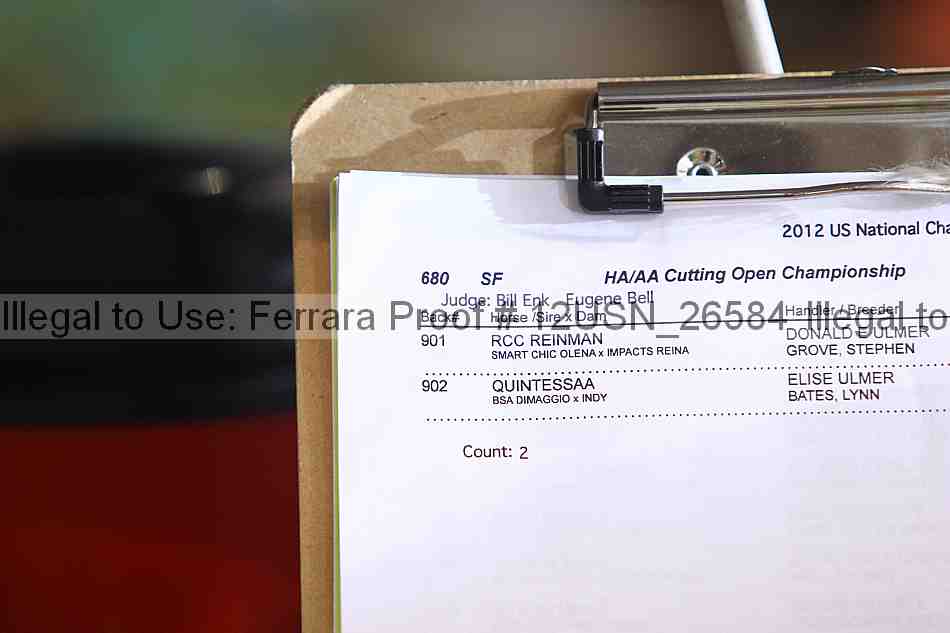 2012 US National Cha
680 SF HA/AA Cutting Open Championship
Judge: Bill Enk Eugene Bell
Illegal to Use: Ferrara Proof # 12USN_26584 Illegal to
Back# Horse /Sire x Dam Handler / Breeder
901 RCC REINMAN DONALD ULMER
SMART CHIC OLENA x IMPACTS REINA GROVE, STEPHEN
902 QUINTESSAA ELISE ULMER
BSA DIMAGGIO x INDY BATES, LYNN
Count: 2